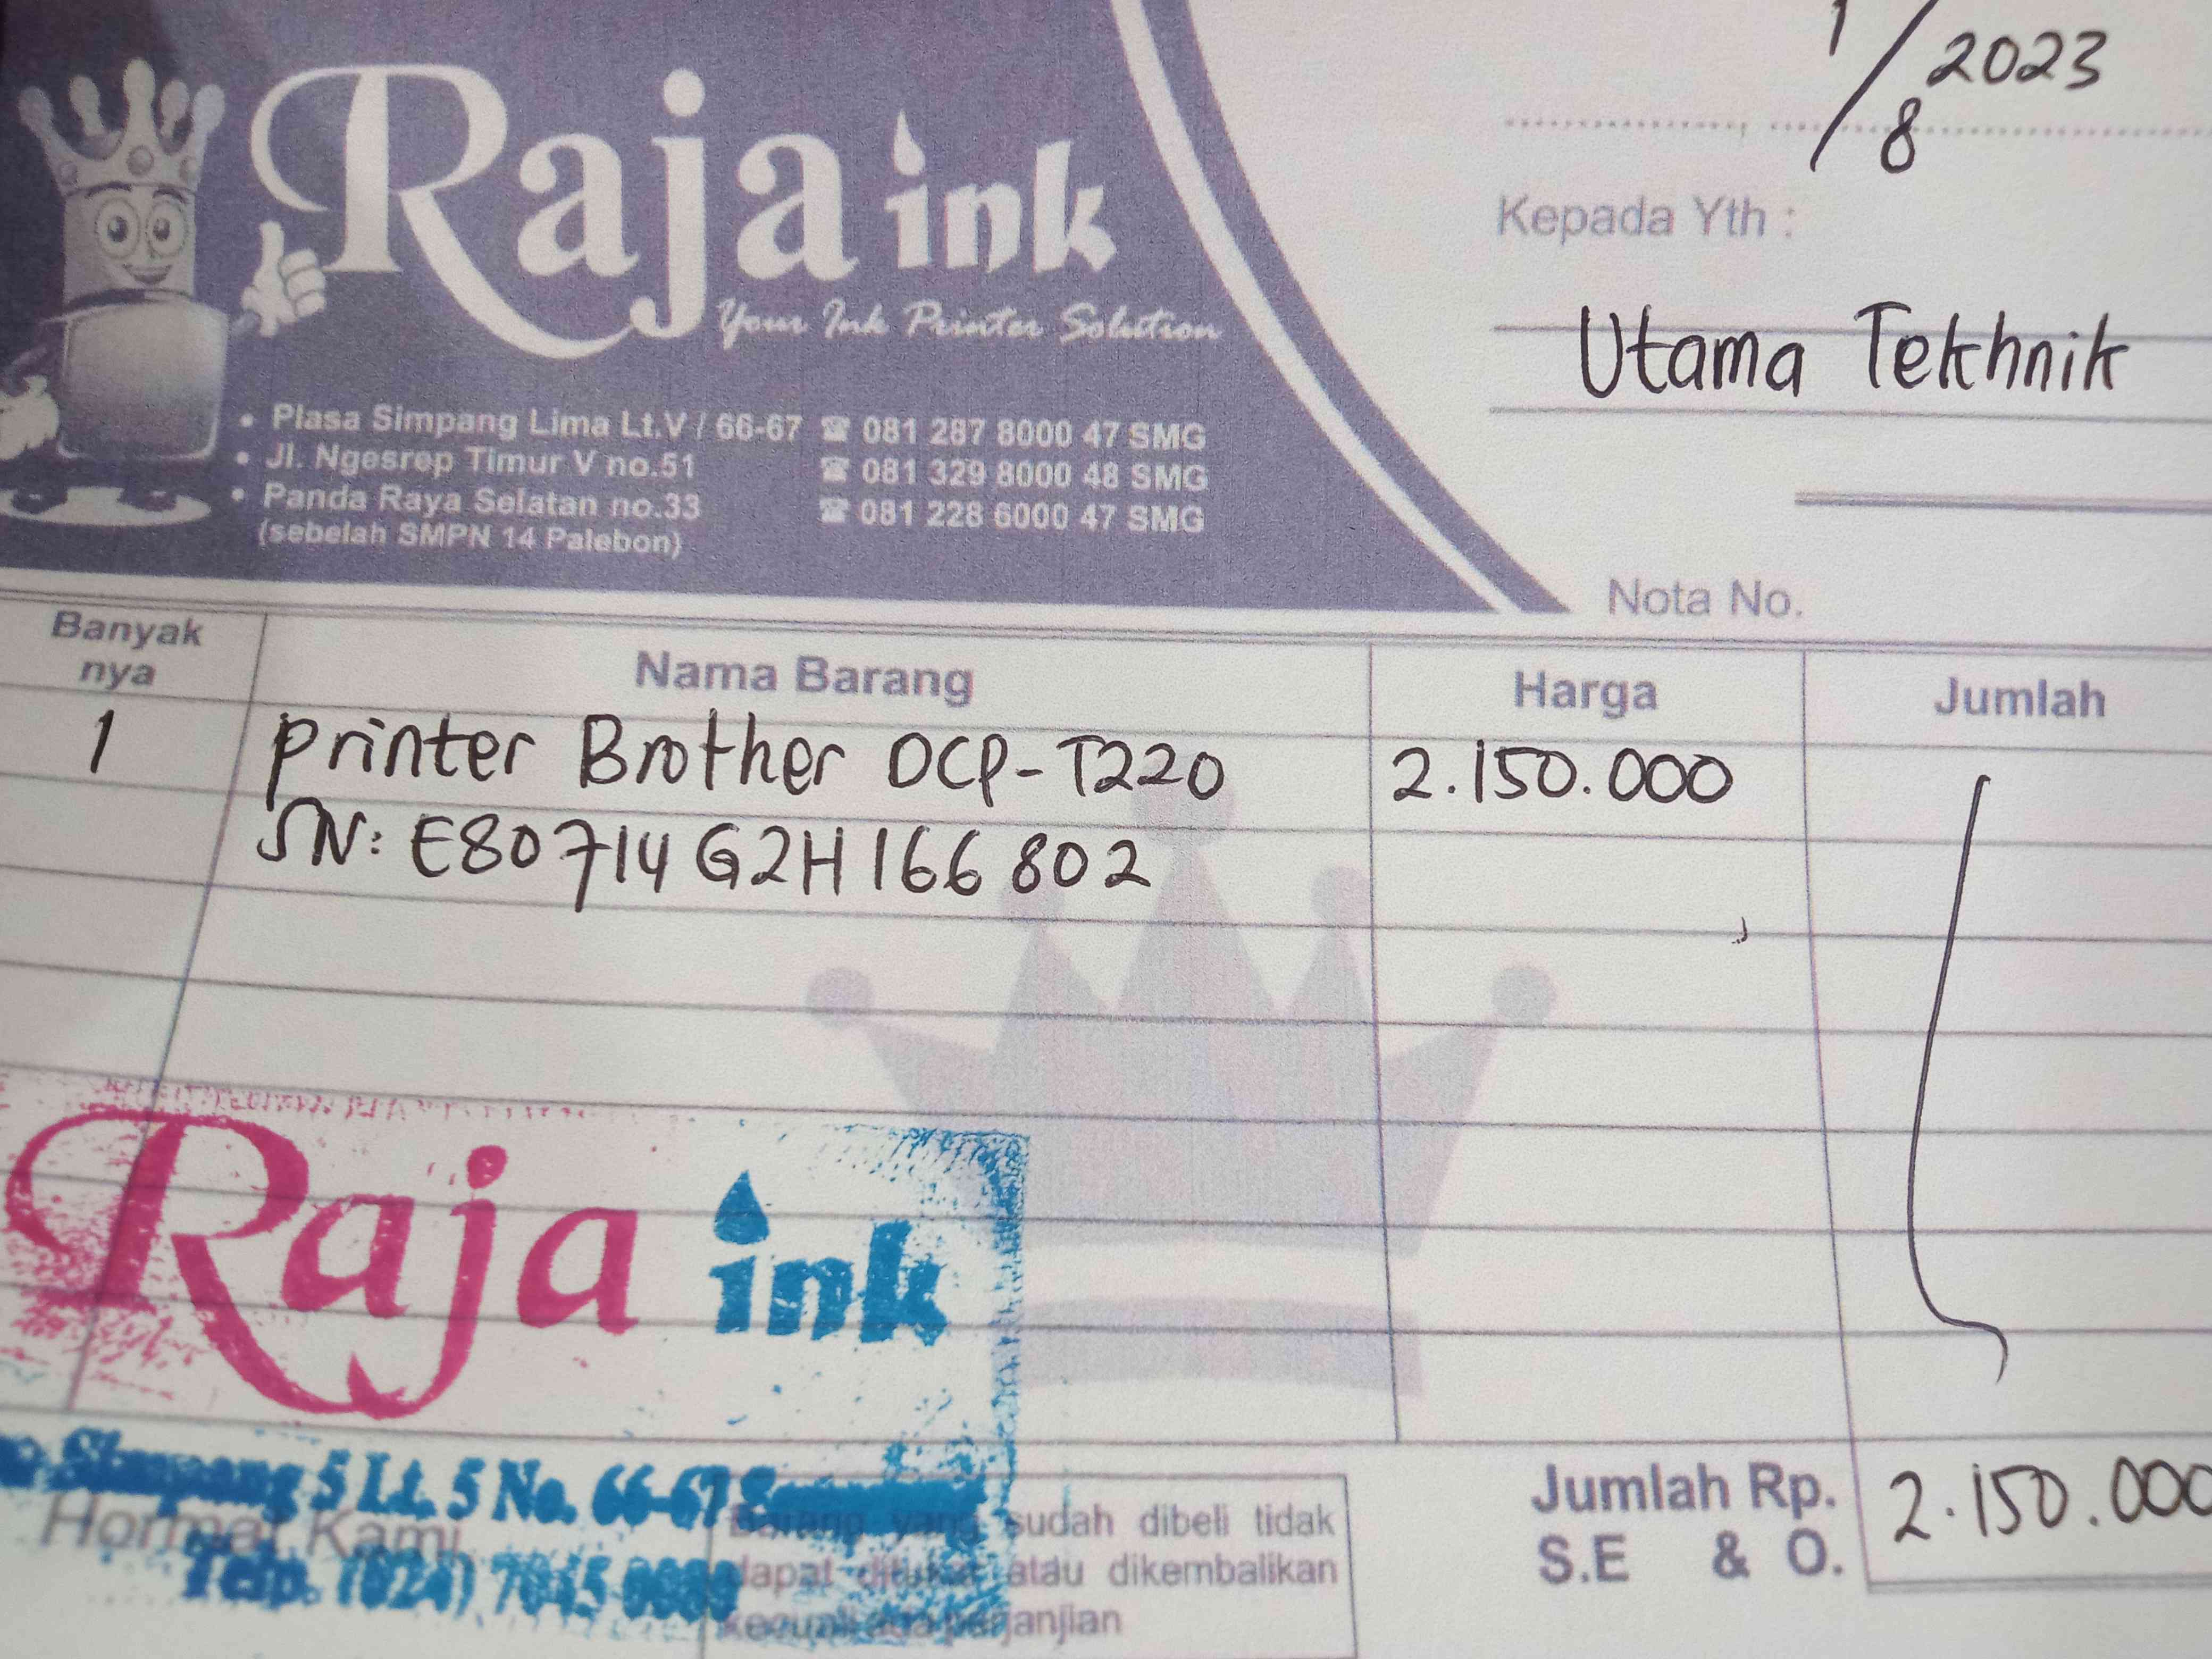 1/8 2023
Raja ink
Your Ink Printer Solution
Kepada Yth :
Utama Tekhnik
• Plasa Simpang Lima Lt.V / 66-67 ☎ 081 287 8000 47 SMG
• Jl. Ngesrep Timur V no.51 ☎ 081 329 8000 48 SMG
• Panda Raya Selatan no.33 ☎ 081 228 6000 47 SMG
(sebelah SMPN 14 Palebon)
Nota No.
Banyak
nya
Nama Barang
Harga
Jumlah
1 Printer Brother DCP-T220 2.150.000
SN: E80714G2H166802
Raja ink
Simpang 5 Lt. 5 No. 66-67
Hormat Kami,
Telp. (024) 7045
Barang yang sudah dibeli tidak
dapat ditukar atau dikembalikan
kecuali ada perjanjian
Jumlah Rp. 2.150.000
S.E & O.